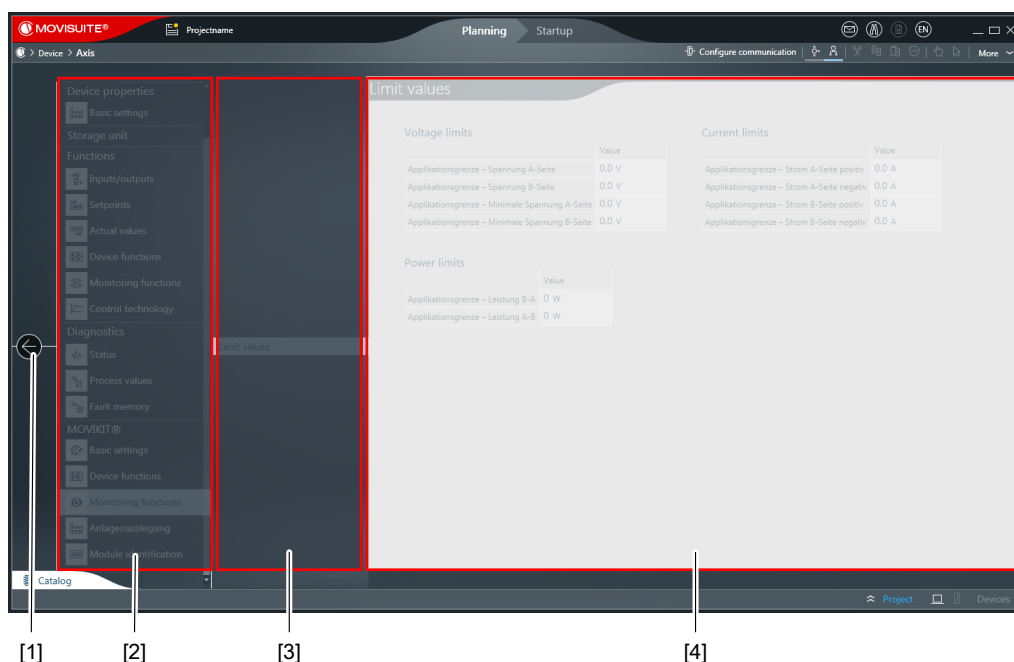 MOVISUITE®
Projectname
Planning
Startup
EN
> Device > Axis
Configure communication
More
Device properties
Basic settings
Storage unit
Functions
Inputs/outputs
Setpoints
Actual values
Device functions
Monitoring functions
Control technology
Diagnostics
Status
Process values
Fault memory
MOVIKIT®
Basic settings
Device functions
Monitoring functions
Anlagenauslegung
Module identification
Limit values
Limit values
Voltage limits
Value
Applikationsgrenze – Spannung A-Seite 0.0 V
Applikationsgrenze – Spannung B-Seite 0.0 V
Applikationsgrenze – Minimale Spannung A-Seite 0.0 V
Applikationsgrenze – Minimale Spannung B-Seite 0.0 V
Current limits
Value
Applikationsgrenze – Strom A-Seite positiv 0.0 A
Applikationsgrenze – Strom A-Seite negativ 0.0 A
Applikationsgrenze – Strom B-Seite positiv 0.0 A
Applikationsgrenze – Strom B-Seite negativ 0.0 A
Power limits
Value
Applikationsgrenze – Leistung B-A 0 W
Applikationsgrenze – Leistung A-B 0 W
Catalog
Project
Devices
[1]
[2]
[3]
[4]